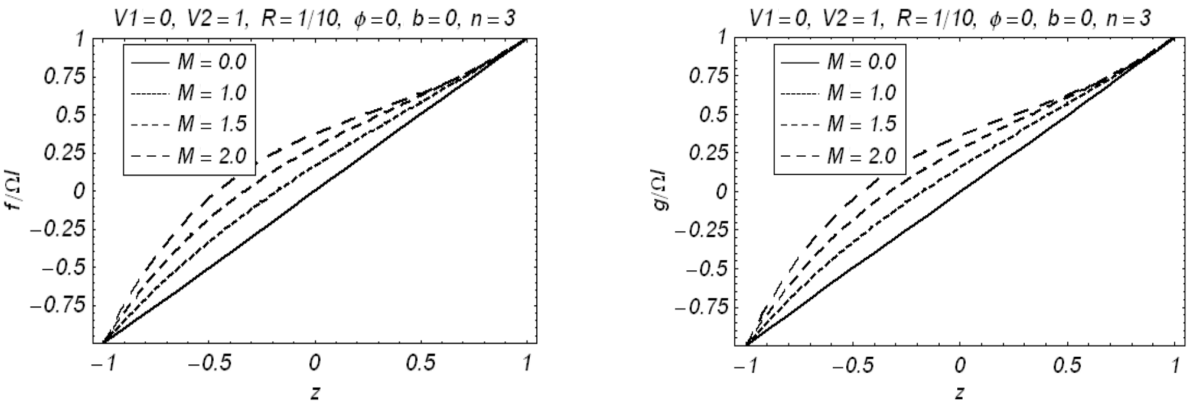 V1=0, V2=1, R=1/10, ϕ=0, b=0, n=3
1
0.75
0.5
0.25
0
−0.25
−0.5
−0.75
f/Ωl
M = 0.0
M = 1.0
M = 1.5
M = 2.0
−1
−0.5
0
0.5
1
z
V1=0, V2=1, R=1/10, ϕ=0, b=0, n=3
1
0.75
0.5
0.25
0
−0.25
−0.5
−0.75
g/Ωl
M = 0.0
M = 1.0
M = 1.5
M = 2.0
−1
−0.5
0
0.5
1
z